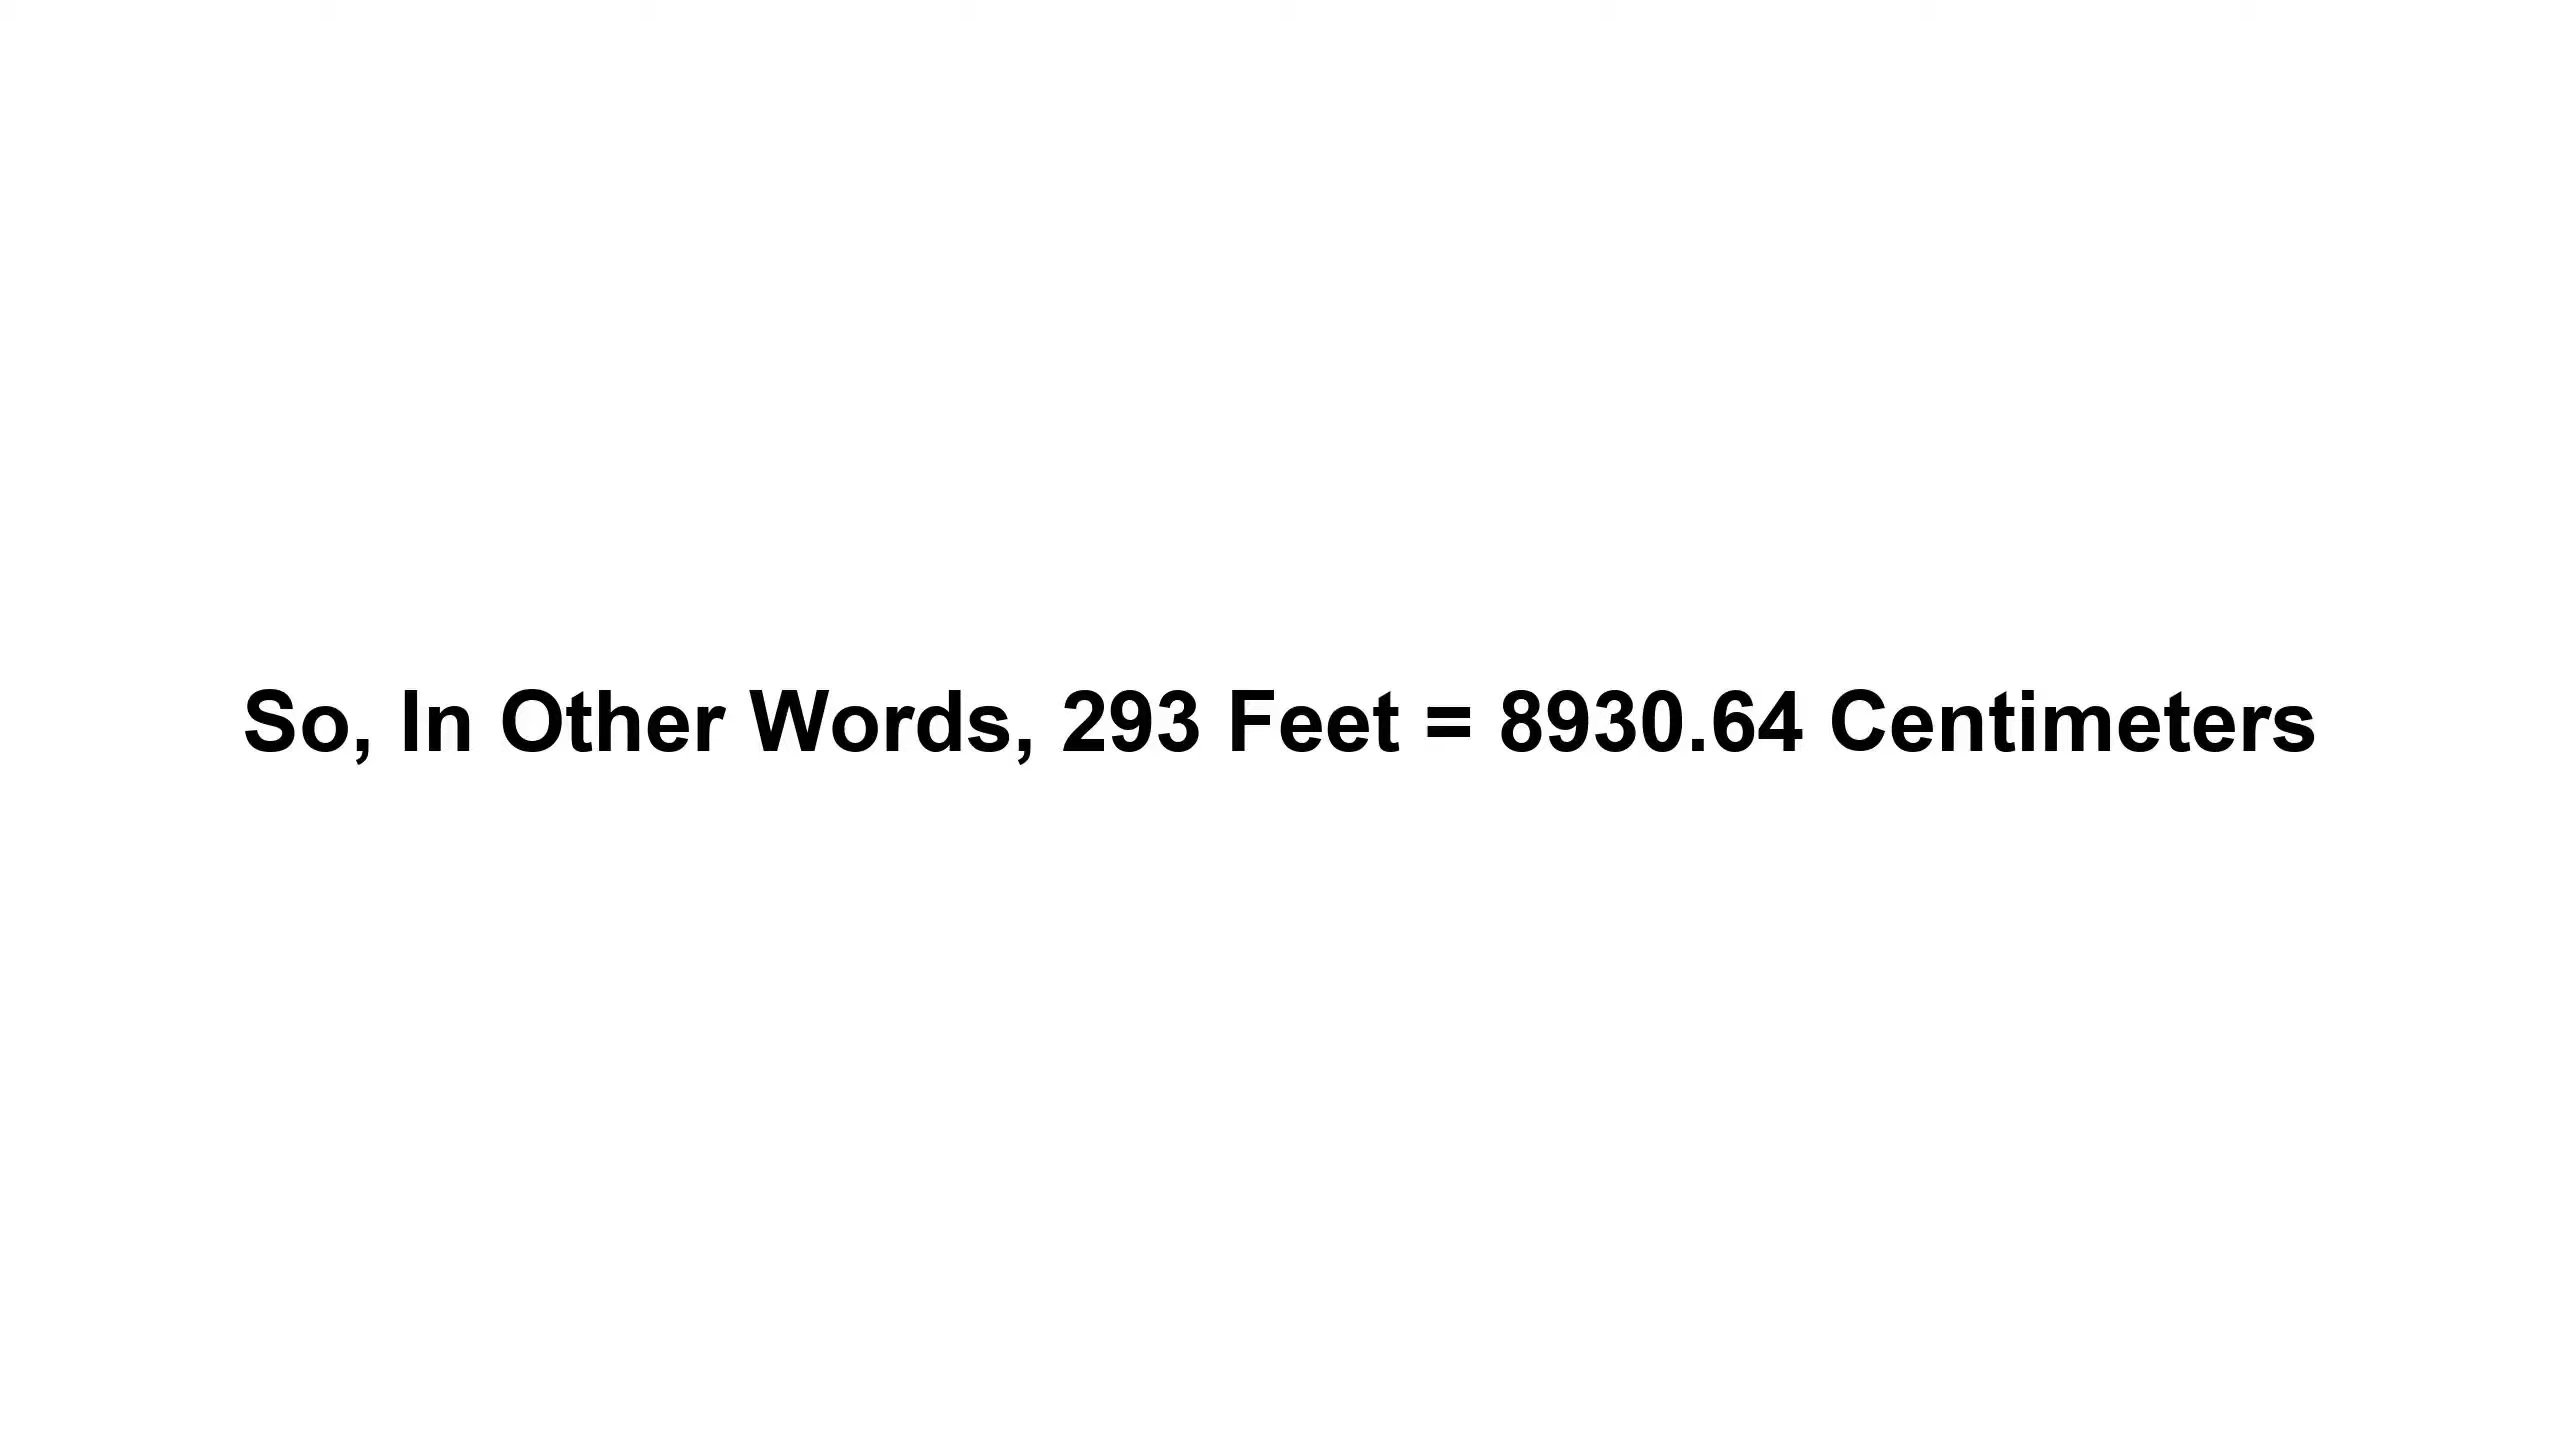 So, In Other Words, 293 Feet = 8930.64 Centimeters